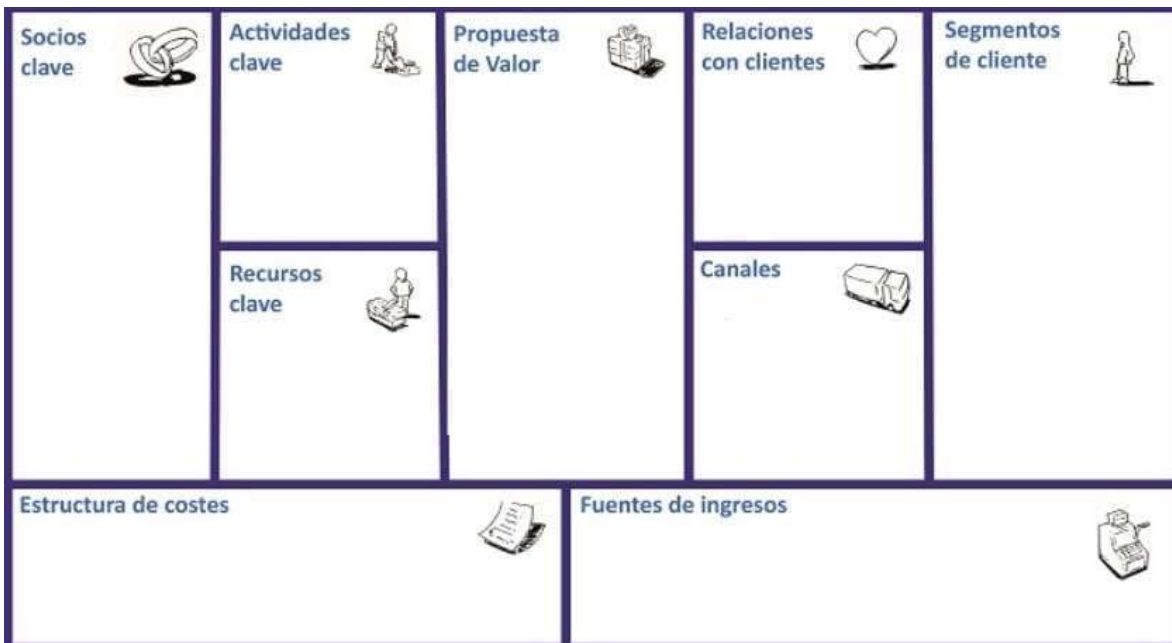 Socios
clave
Actividades
clave
Propuesta
de Valor
Relaciones
con clientes
Segmentos
de cliente
Recursos
clave
Canales
Estructura de costes
Fuentes de ingresos